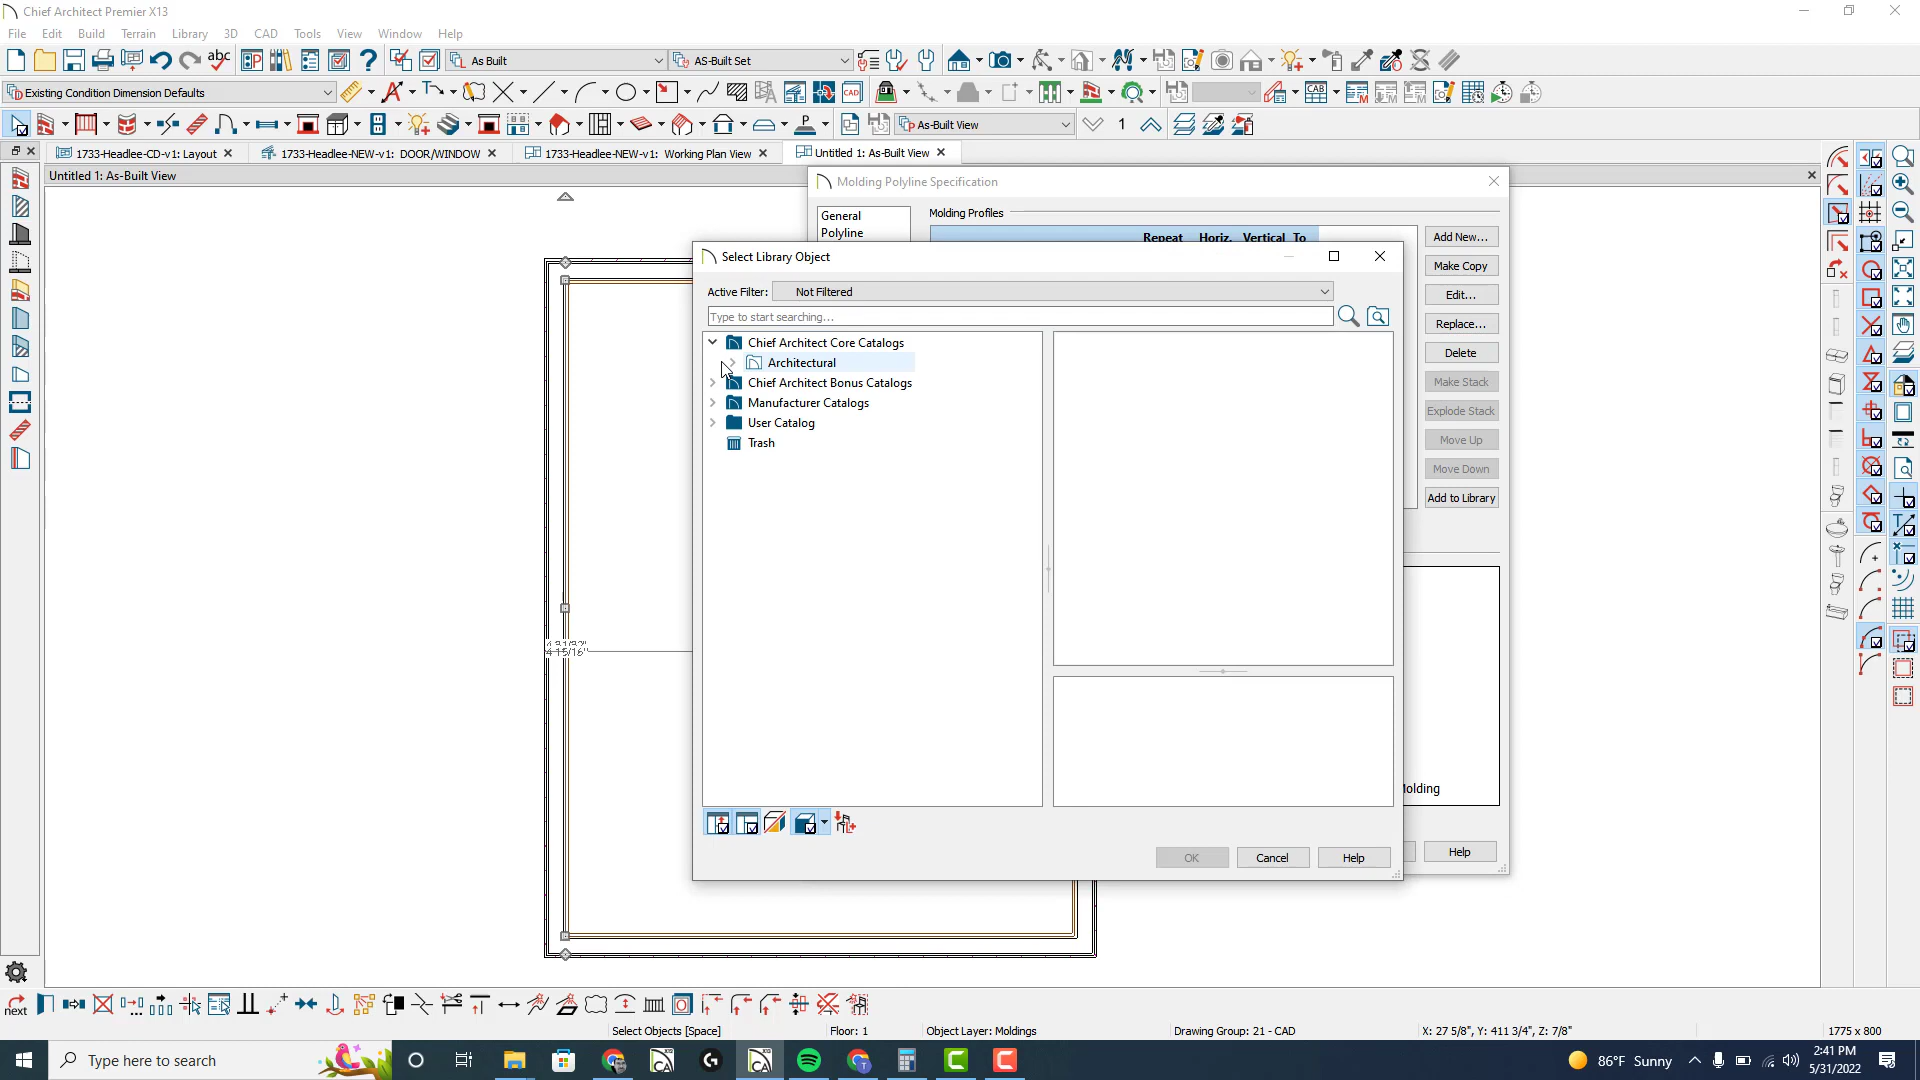 Chief Architect Premier X13
File Edit Build Terrain Library 3D CAD Tools View Window Help
As Built AS-Built Set
Existing Condition Dimension Defaults
CAD CAB
As-Built View 1
1733-Headlee-CD-v1: Layout 1733-Headlee-NEW-v1: DOOR/WINDOW 1733-Headlee-NEW-v1: Working Plan View Untitled 1: As-Built View
Untitled 1: As-Built View
Molding Polyline Specification
General
Polyline
Molding Profiles
Repeat Horiz. Vertical To
Add New...
Make Copy
Edit...
Replace...
Delete
Make Stack
Explode Stack
Move Up
Move Down
Add to Library
Molding
Help
Select Library Object
Active Filter: Not Filtered
Type to start searching...
Chief Architect Core Catalogs
Architectural
Chief Architect Bonus Catalogs
Manufacturer Catalogs
User Catalog
Trash
OK Cancel Help
4 15/16"
next
Select Objects [Space] Floor: 1 Object Layer: Moldings Drawing Group: 21 - CAD X: 27 5/8", Y: 411 3/4", Z: 7/8" 1775 x 800
Type here to search
86°F Sunny
2:41 PM
5/31/2022